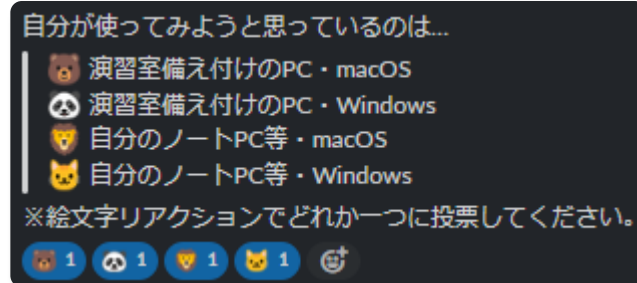 自分が使ってみようと思っているのは...
🐻 演習室備え付けのPC・macOS
🐼 演習室備え付けのPC・Windows
🦁 自分のノートPC等・macOS
🐱 自分のノートPC等・Windows
※絵文字リアクションでどれか一つに投票してください。
🐻 1 🐼 1 🦁 1 🐱 1